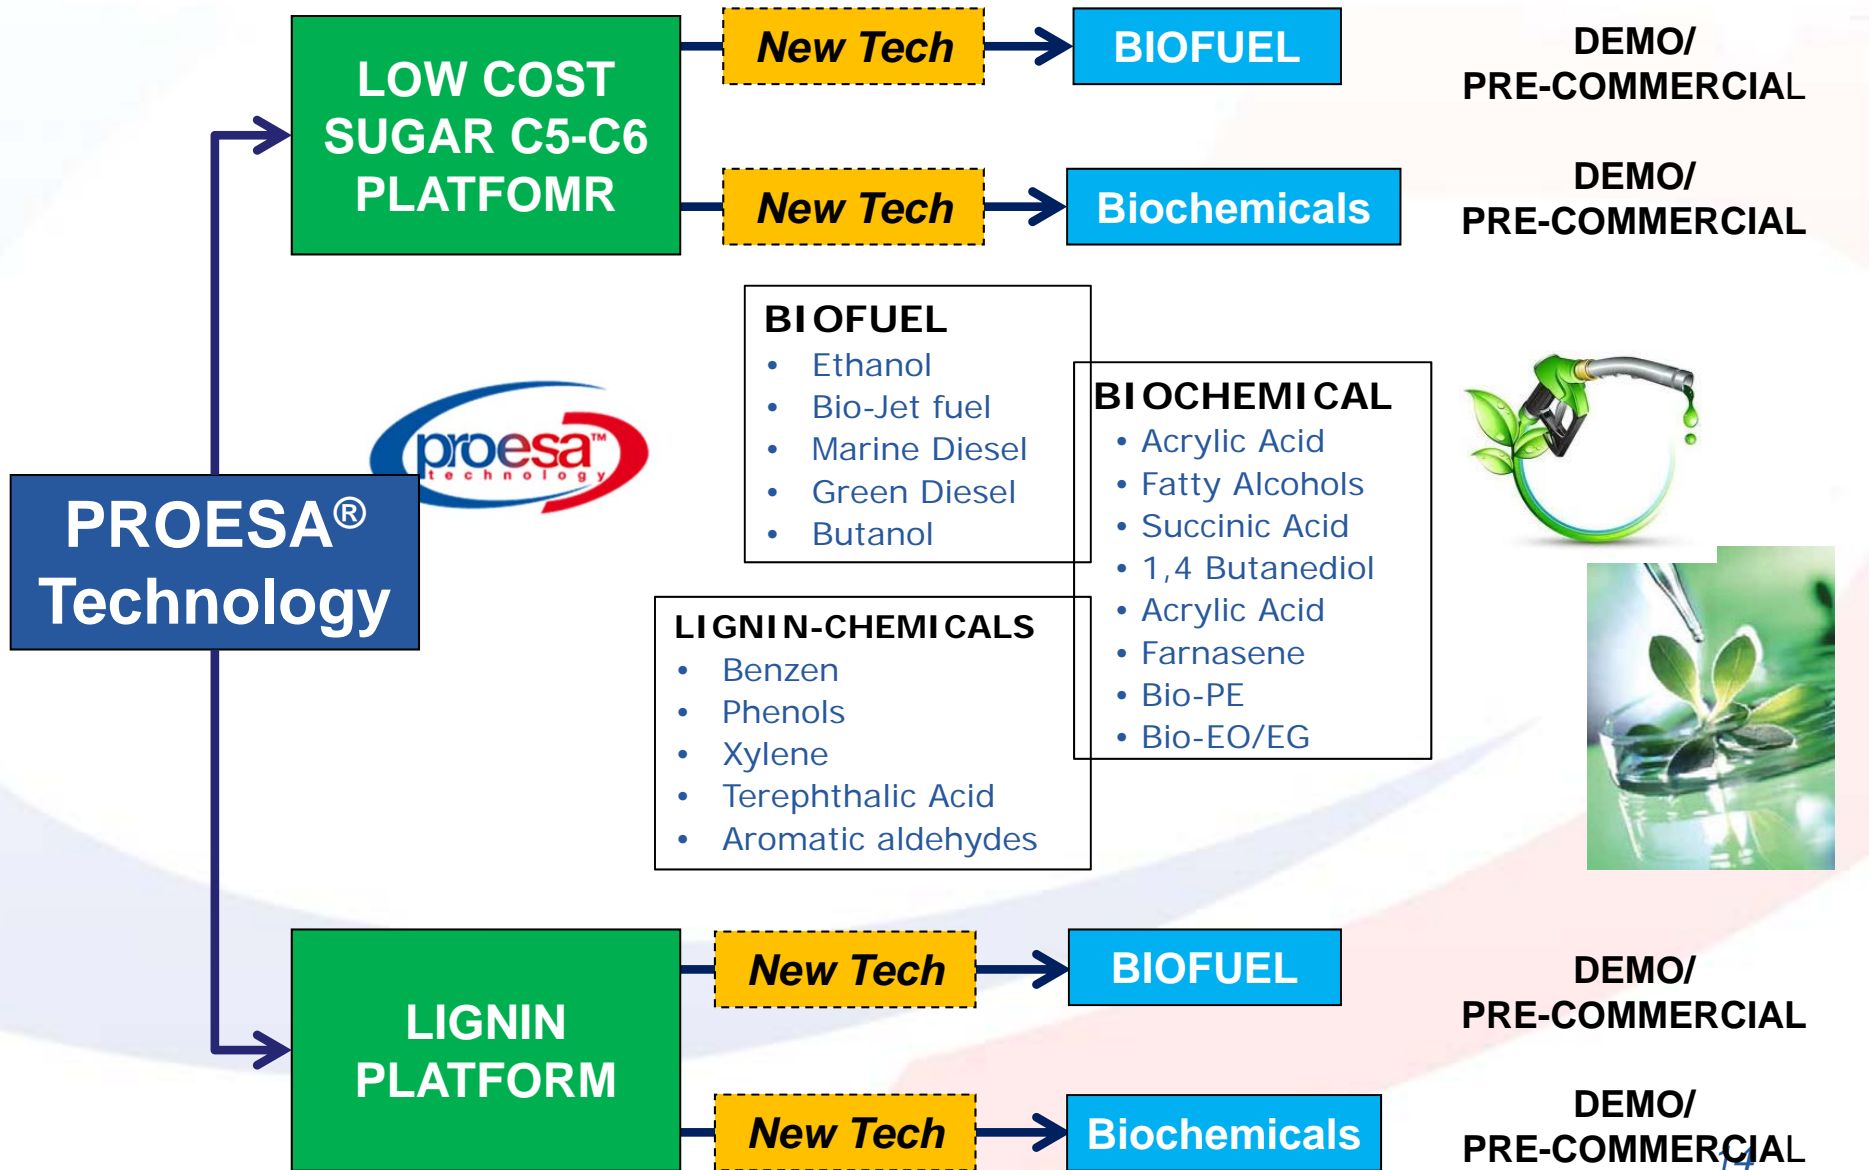 LOW COST
SUGAR C5-C6
PLATFOMR
New Tech
BIOFUEL
DEMO/
PRE-COMMERCIAL
New Tech
Biochemicals
DEMO/
PRE-COMMERCIAL
proesa™
technology
PROESA®
Technology
BIOFUEL
• Ethanol
• Bio-Jet fuel
• Marine Diesel
• Green Diesel
• Butanol
BIOCHEMICAL
• Acrylic Acid
• Fatty Alcohols
• Succinic Acid
• 1,4 Butanediol
• Acrylic Acid
• Farnasene
• Bio-PE
• Bio-EO/EG
LIGNIN-CHEMICALS
• Benzen
• Phenols
• Xylene
• Terephthalic Acid
• Aromatic aldehydes
LIGNIN
PLATFORM
New Tech
BIOFUEL
DEMO/
PRE-COMMERCIAL
New Tech
Biochemicals
DEMO/
PRE-COMMERCIAL
14